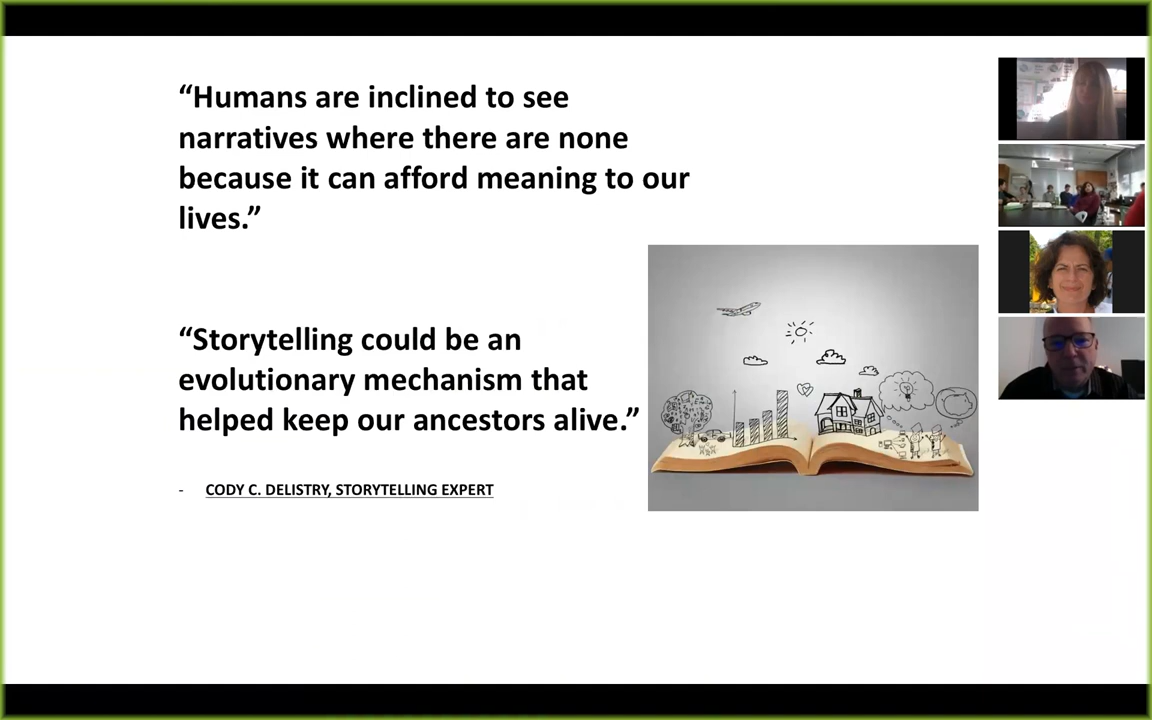 “Humans are inclined to see
narratives where there are none
because it can afford meaning to our
lives.”
“Storytelling could be an
evolutionary mechanism that
helped keep our ancestors alive.”
- CODY C. DELISTRY, STORYTELLING EXPERT